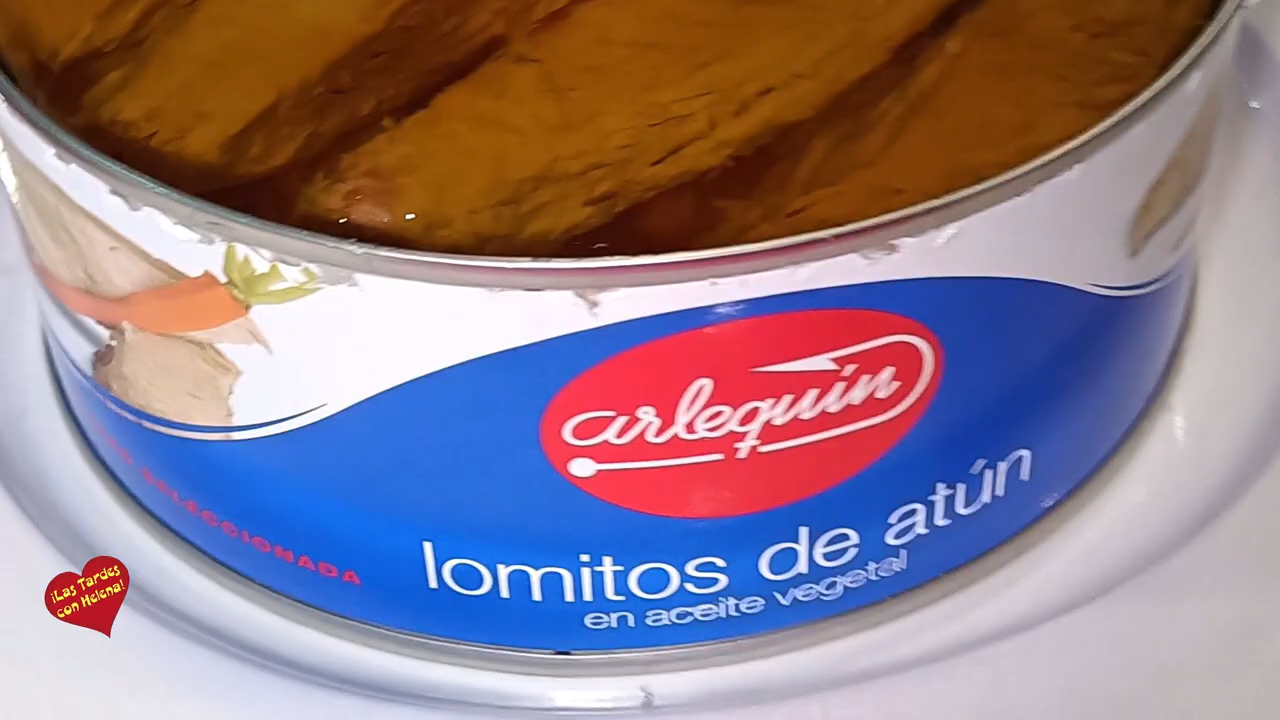 arlequín
lomitos de atún
en aceite vegetal
SELECCIONADA
¡Las Tardes
con Helena!